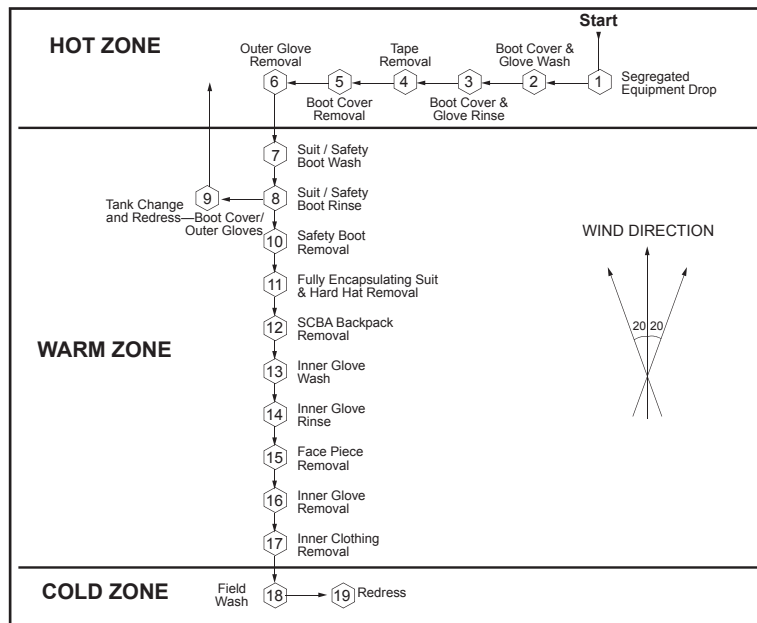 Start
HOT ZONE
Outer Glove
Removal
Tape
Removal
Boot Cover &
Glove Wash
6
5
4
3
2
1
Segregated
Equipment Drop
Boot Cover
Removal
Boot Cover &
Glove Rinse
7
Suit / Safety
Boot Wash
9
8
Suit / Safety
Boot Rinse
Tank Change
and Redress—Boot Cover/
Outer Gloves
10
Safety Boot
Removal
WIND DIRECTION
11
Fully Encapsulating Suit
& Hard Hat Removal
20 20
WARM ZONE
12
SCBA Backpack
Removal
13
Inner Glove
Wash
14
Inner Glove
Rinse
15
Face Piece
Removal
16
Inner Glove
Removal
17
Inner Clothing
Removal
COLD ZONE
Field
Wash
18
19
Redress